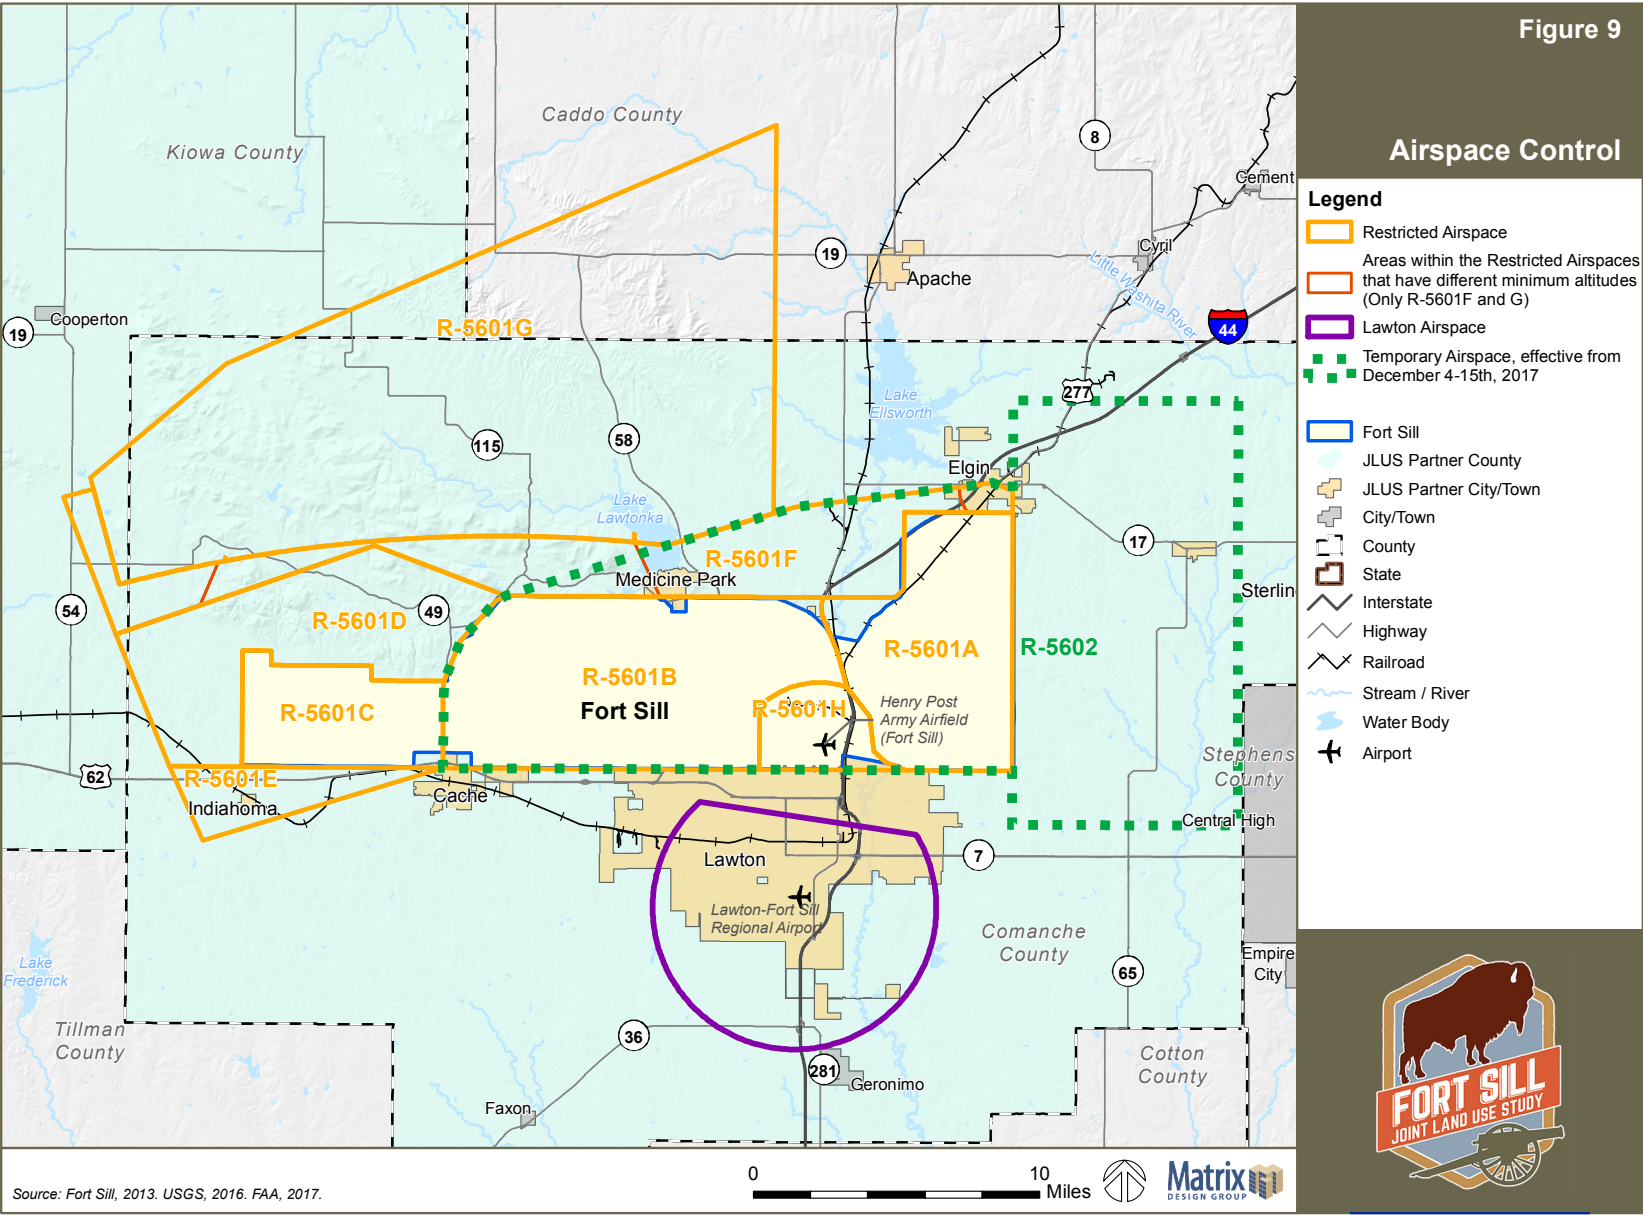 Figure 9
Airspace Control
Legend
Restricted Airspace
Areas within the Restricted Airspaces
that have different minimum altitudes
(Only R-5601F and G)
Lawton Airspace
Temporary Airspace, effective from
December 4-15th, 2017
Fort Sill
JLUS Partner County
JLUS Partner City/Town
City/Town
County
State
Interstate
Highway
Railroad
Stream / River
Water Body
Airport
Caddo County
Kiowa County
8
Cement
Cyril
19
Apache
Little Washita River
Cooperton
19
R-5601G
44
277
Lake
Ellsworth
115
58
Elgin
Lake
Lawtonka
17
R-5601F
Medicine Park
Sterlin
54
49
R-5601D
R-5601A
R-5602
R-5601B
Fort Sill
R-5601C
R-5601H
Henry Post
Army Airfield
(Fort Sill)
Stephens
County
62
R-5601E
Indiahoma
Cache
Central High
Lawton
7
Lawton-Fort Sill
Regional Airport
Comanche
County
Lake
Frederick
65
Empire
City
Tillman
County
36
Cotton
County
281
Geronimo
Faxon
FORT SILL
JOINT LAND USE STUDY
Source: Fort Sill, 2013. USGS, 2016. FAA, 2017.
0 10
Miles
Matrix
DESIGN GROUP